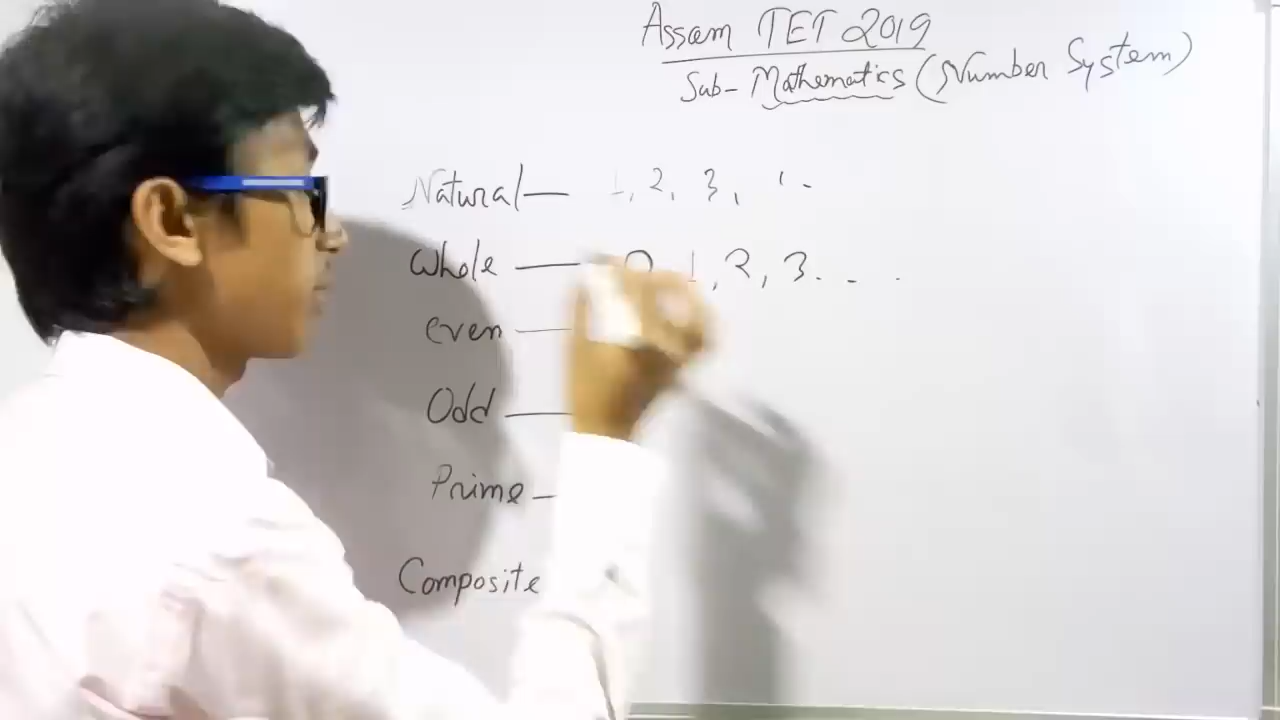 Assam TET 2019
Sub- Mathematics (Number System)
Natural— 1, 2, 3,
Whole — 0 1, 2, 3. - .
even —
Odd —
Prime -
Composite